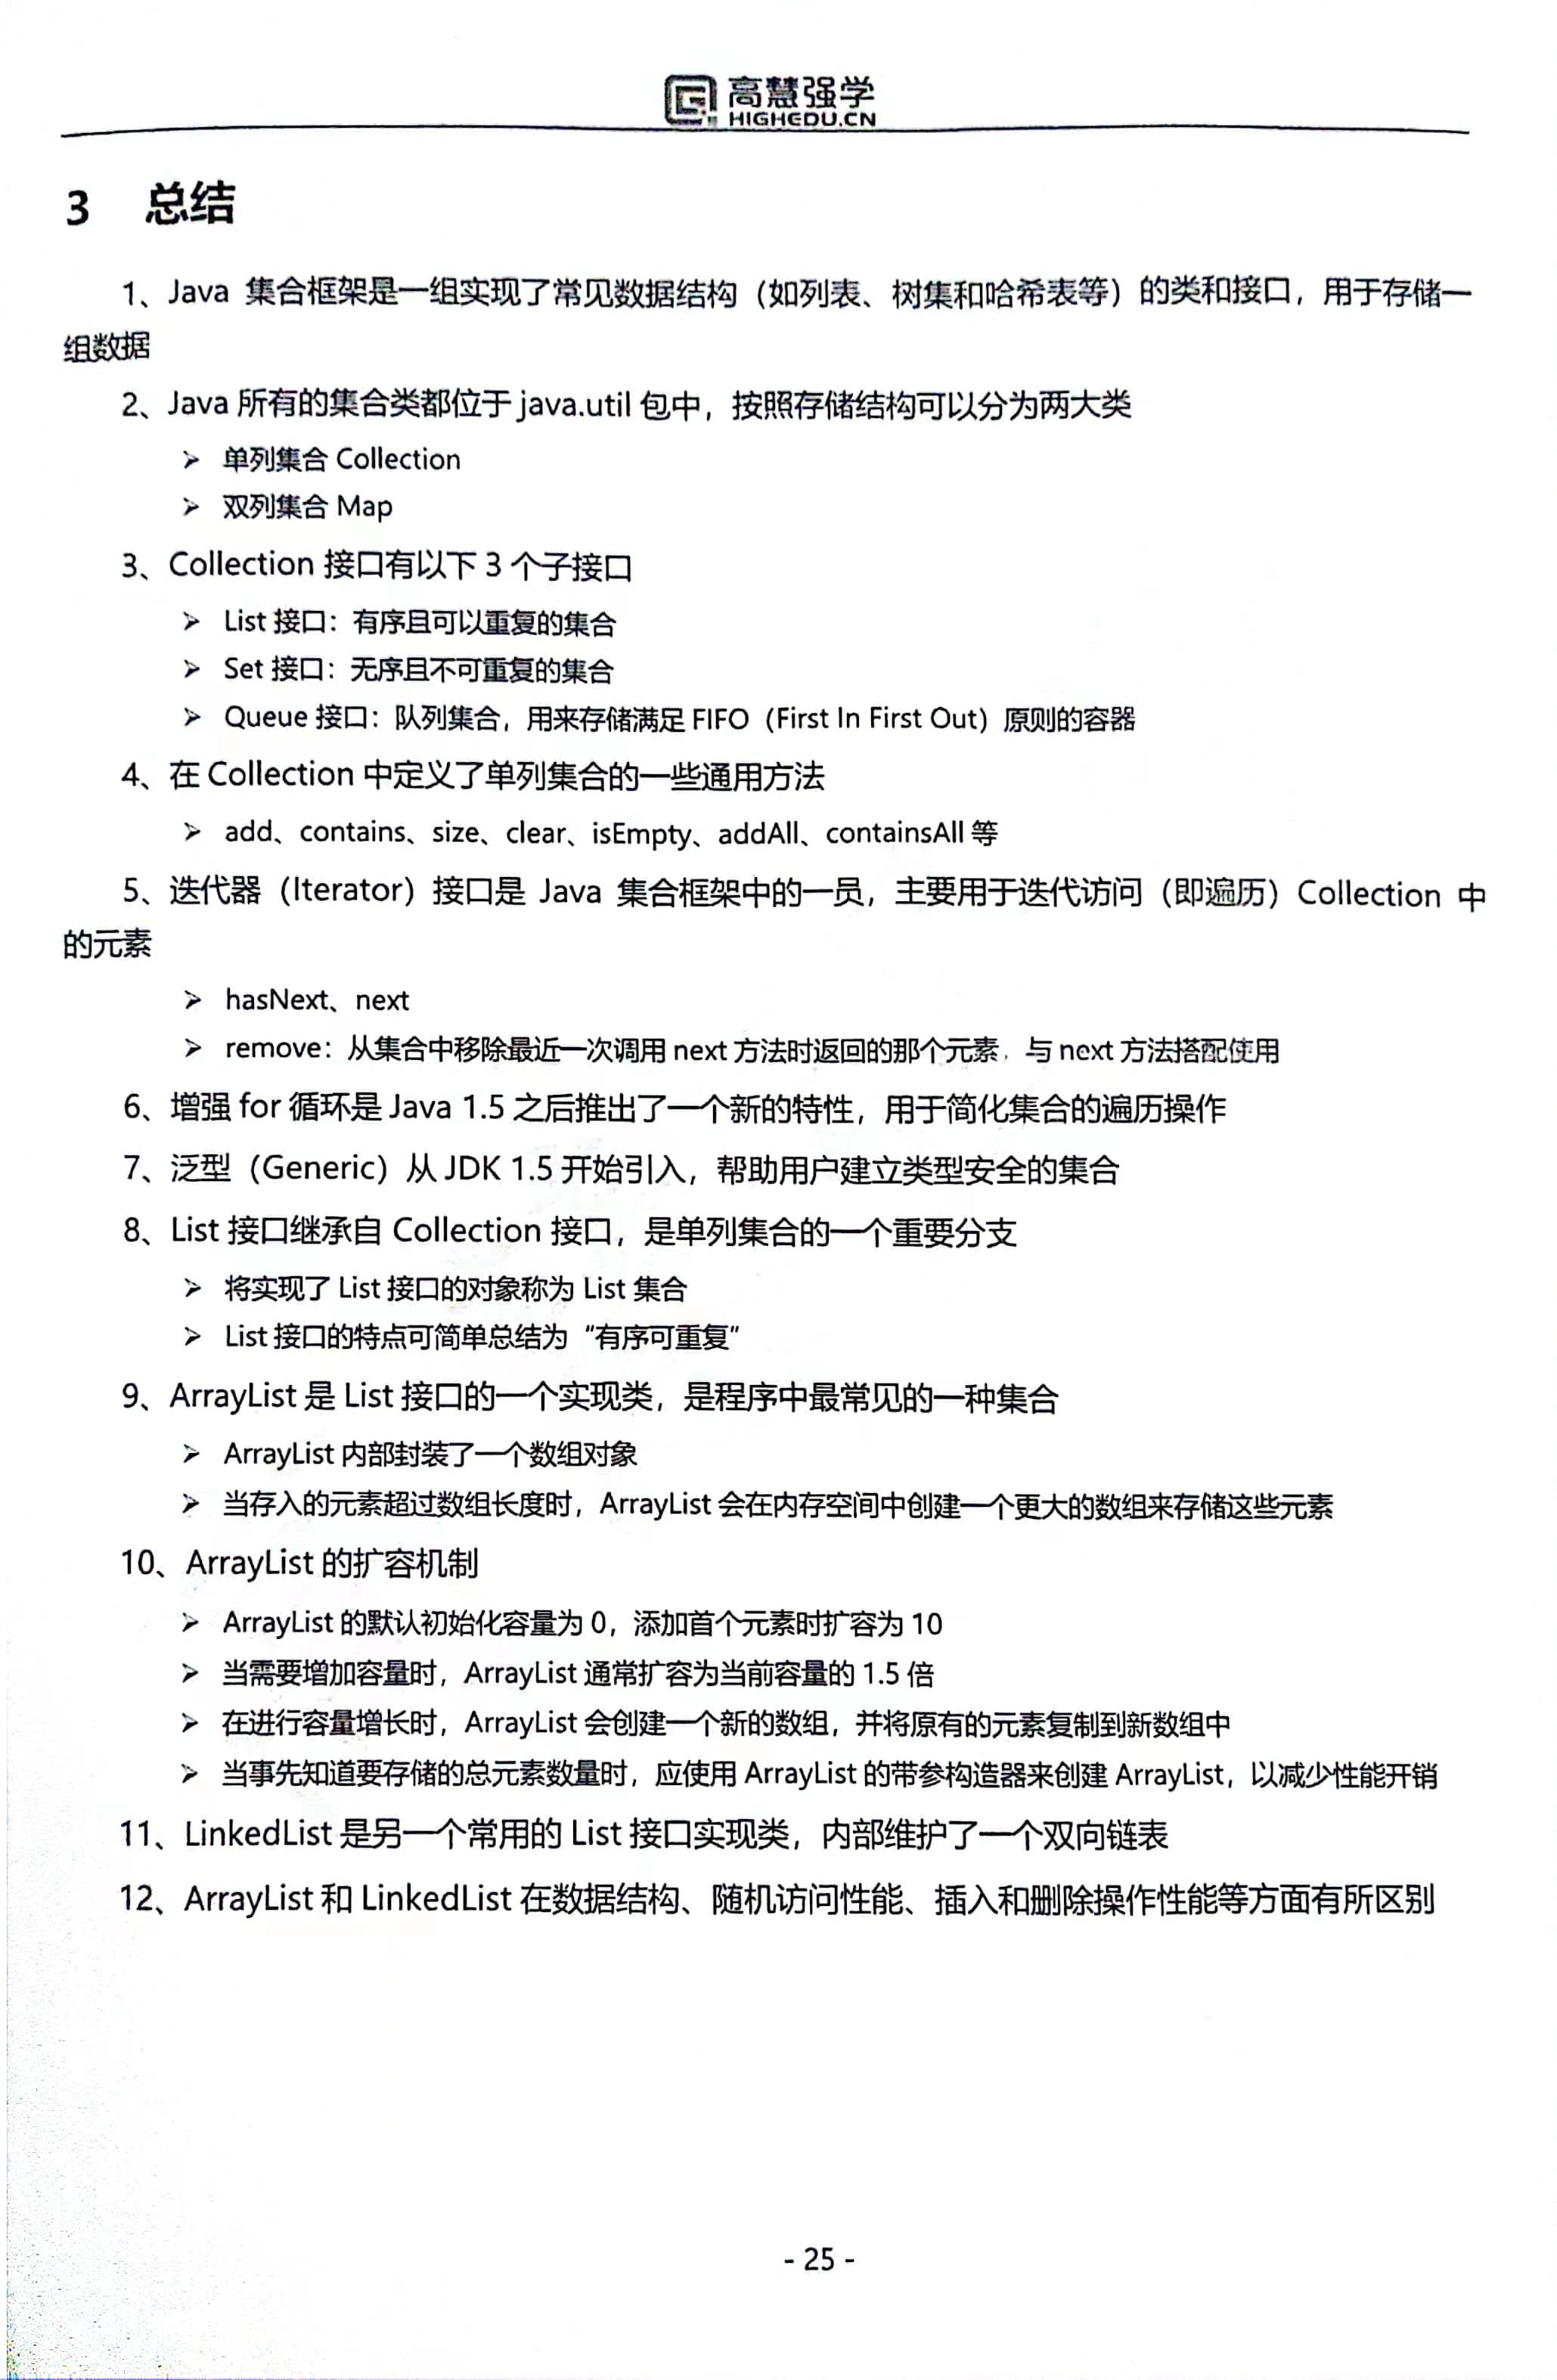 高慧强学
HIGHEDU.CN
3 总结
1、Java 集合框架是一组实现了常见数据结构（如列表、树集和哈希表等）的类和接口，用于存储一
组数据
2、Java 所有的集合类都位于 java.util 包中，按照存储结构可以分为两大类
➢ 单列集合 Collection
➢ 双列集合 Map
3、Collection 接口有以下 3 个子接口
➢ List 接口：有序且可以重复的集合
➢ Set 接口：无序且不可重复的集合
➢ Queue 接口：队列集合，用来存储满足 FIFO（First In First Out）原则的容器
4、在 Collection 中定义了单列集合的一些通用方法
➢ add、contains、size、clear、isEmpty、addAll、containsAll 等
5、迭代器（Iterator）接口是 Java 集合框架中的一员，主要用于迭代访问（即遍历）Collection 中
的元素
➢ hasNext、next
➢ remove：从集合中移除最近一次调用 next 方法时返回的那个元素，与 next 方法搭配使用
6、增强 for 循环是 Java 1.5 之后推出了一个新的特性，用于简化集合的遍历操作
7、泛型（Generic）从 JDK 1.5 开始引入，帮助用户建立类型安全的集合
8、List 接口继承自 Collection 接口，是单列集合的一个重要分支
➢ 将实现了 List 接口的对象称为 List 集合
➢ List 接口的特点可简单总结为“有序可重复”
9、ArrayList 是 List 接口的一个实现类，是程序中最常见的一种集合
➢ ArrayList 内部封装了一个数组对象
➢ 当存入的元素超过数组长度时，ArrayList 会在内存空间中创建一个更大的数组来存储这些元素
10、ArrayList 的扩容机制
➢ ArrayList 的默认初始化容量为 0，添加首个元素时扩容为 10
➢ 当需要增加容量时，ArrayList 通常扩容为当前容量的 1.5 倍
➢ 在进行容量增长时，ArrayList 会创建一个新的数组，并将原有的元素复制到新数组中
➢ 当事先知道要存储的总元素数量时，应使用 ArrayList 的带参构造器来创建 ArrayList，以减少性能开销
11、LinkedList 是另一个常用的 List 接口实现类，内部维护了一个双向链表
12、ArrayList 和 LinkedList 在数据结构、随机访问性能、插入和删除操作性能等方面有所区别
- 25 -